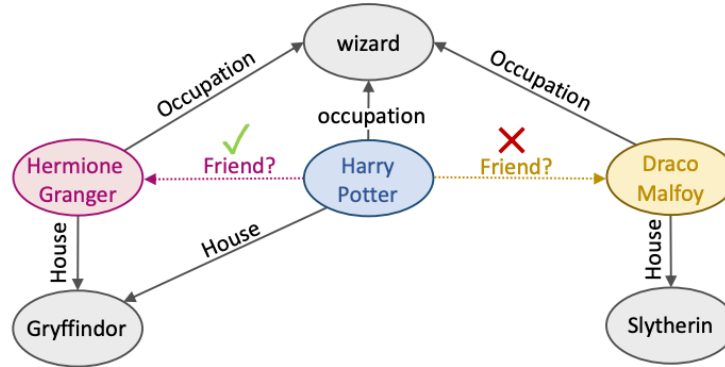 wizard
Occupation
occupation
Occupation
Hermione
Granger
Friend?
Harry
Potter
Friend?
Draco
Malfoy
House
House
House
Gryffindor
Slytherin